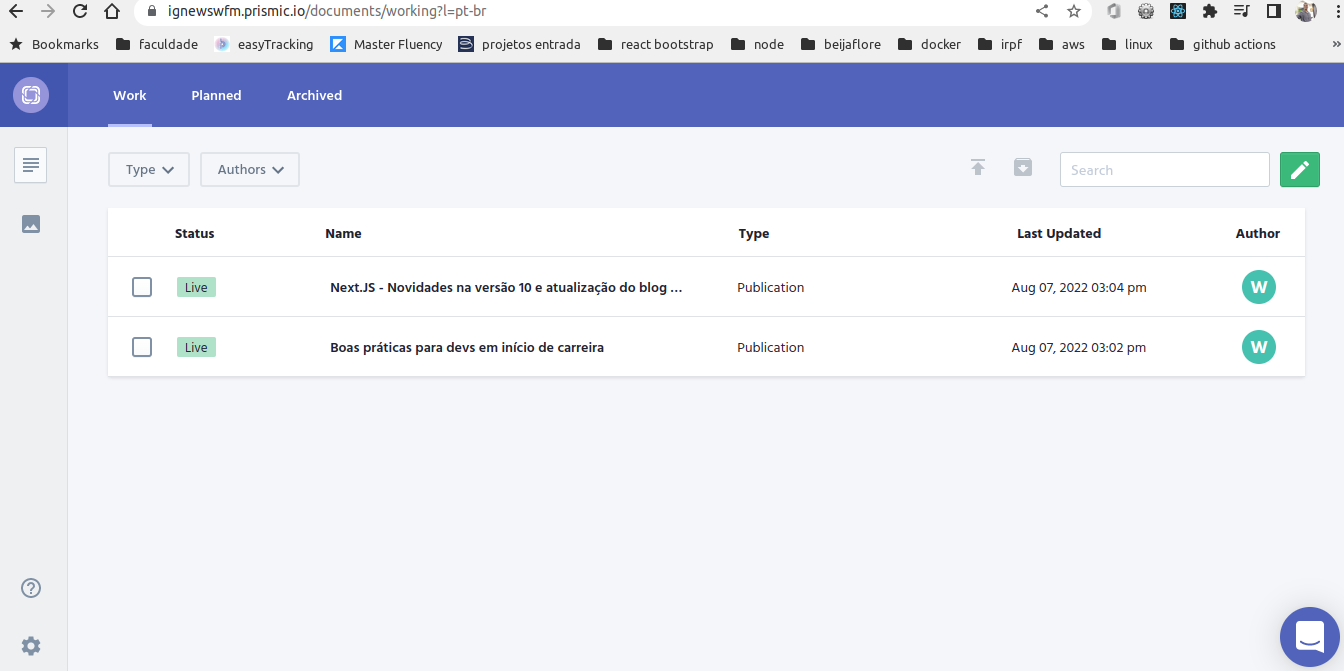 ignewswfm.prismic.io/documents/working?l=pt-br
Bookmarks faculdade easyTracking Master Fluency projetos entrada react bootstrap node beijaflore docker irpf aws linux github actions »
Work Planned Archived
Type Authors Search
Status Name Type Last Updated Author
Live Next.JS - Novidades na versão 10 e atualização do blog ... Publication Aug 07, 2022 03:04 pm W
Live Boas práticas para devs em início de carreira Publication Aug 07, 2022 03:02 pm W